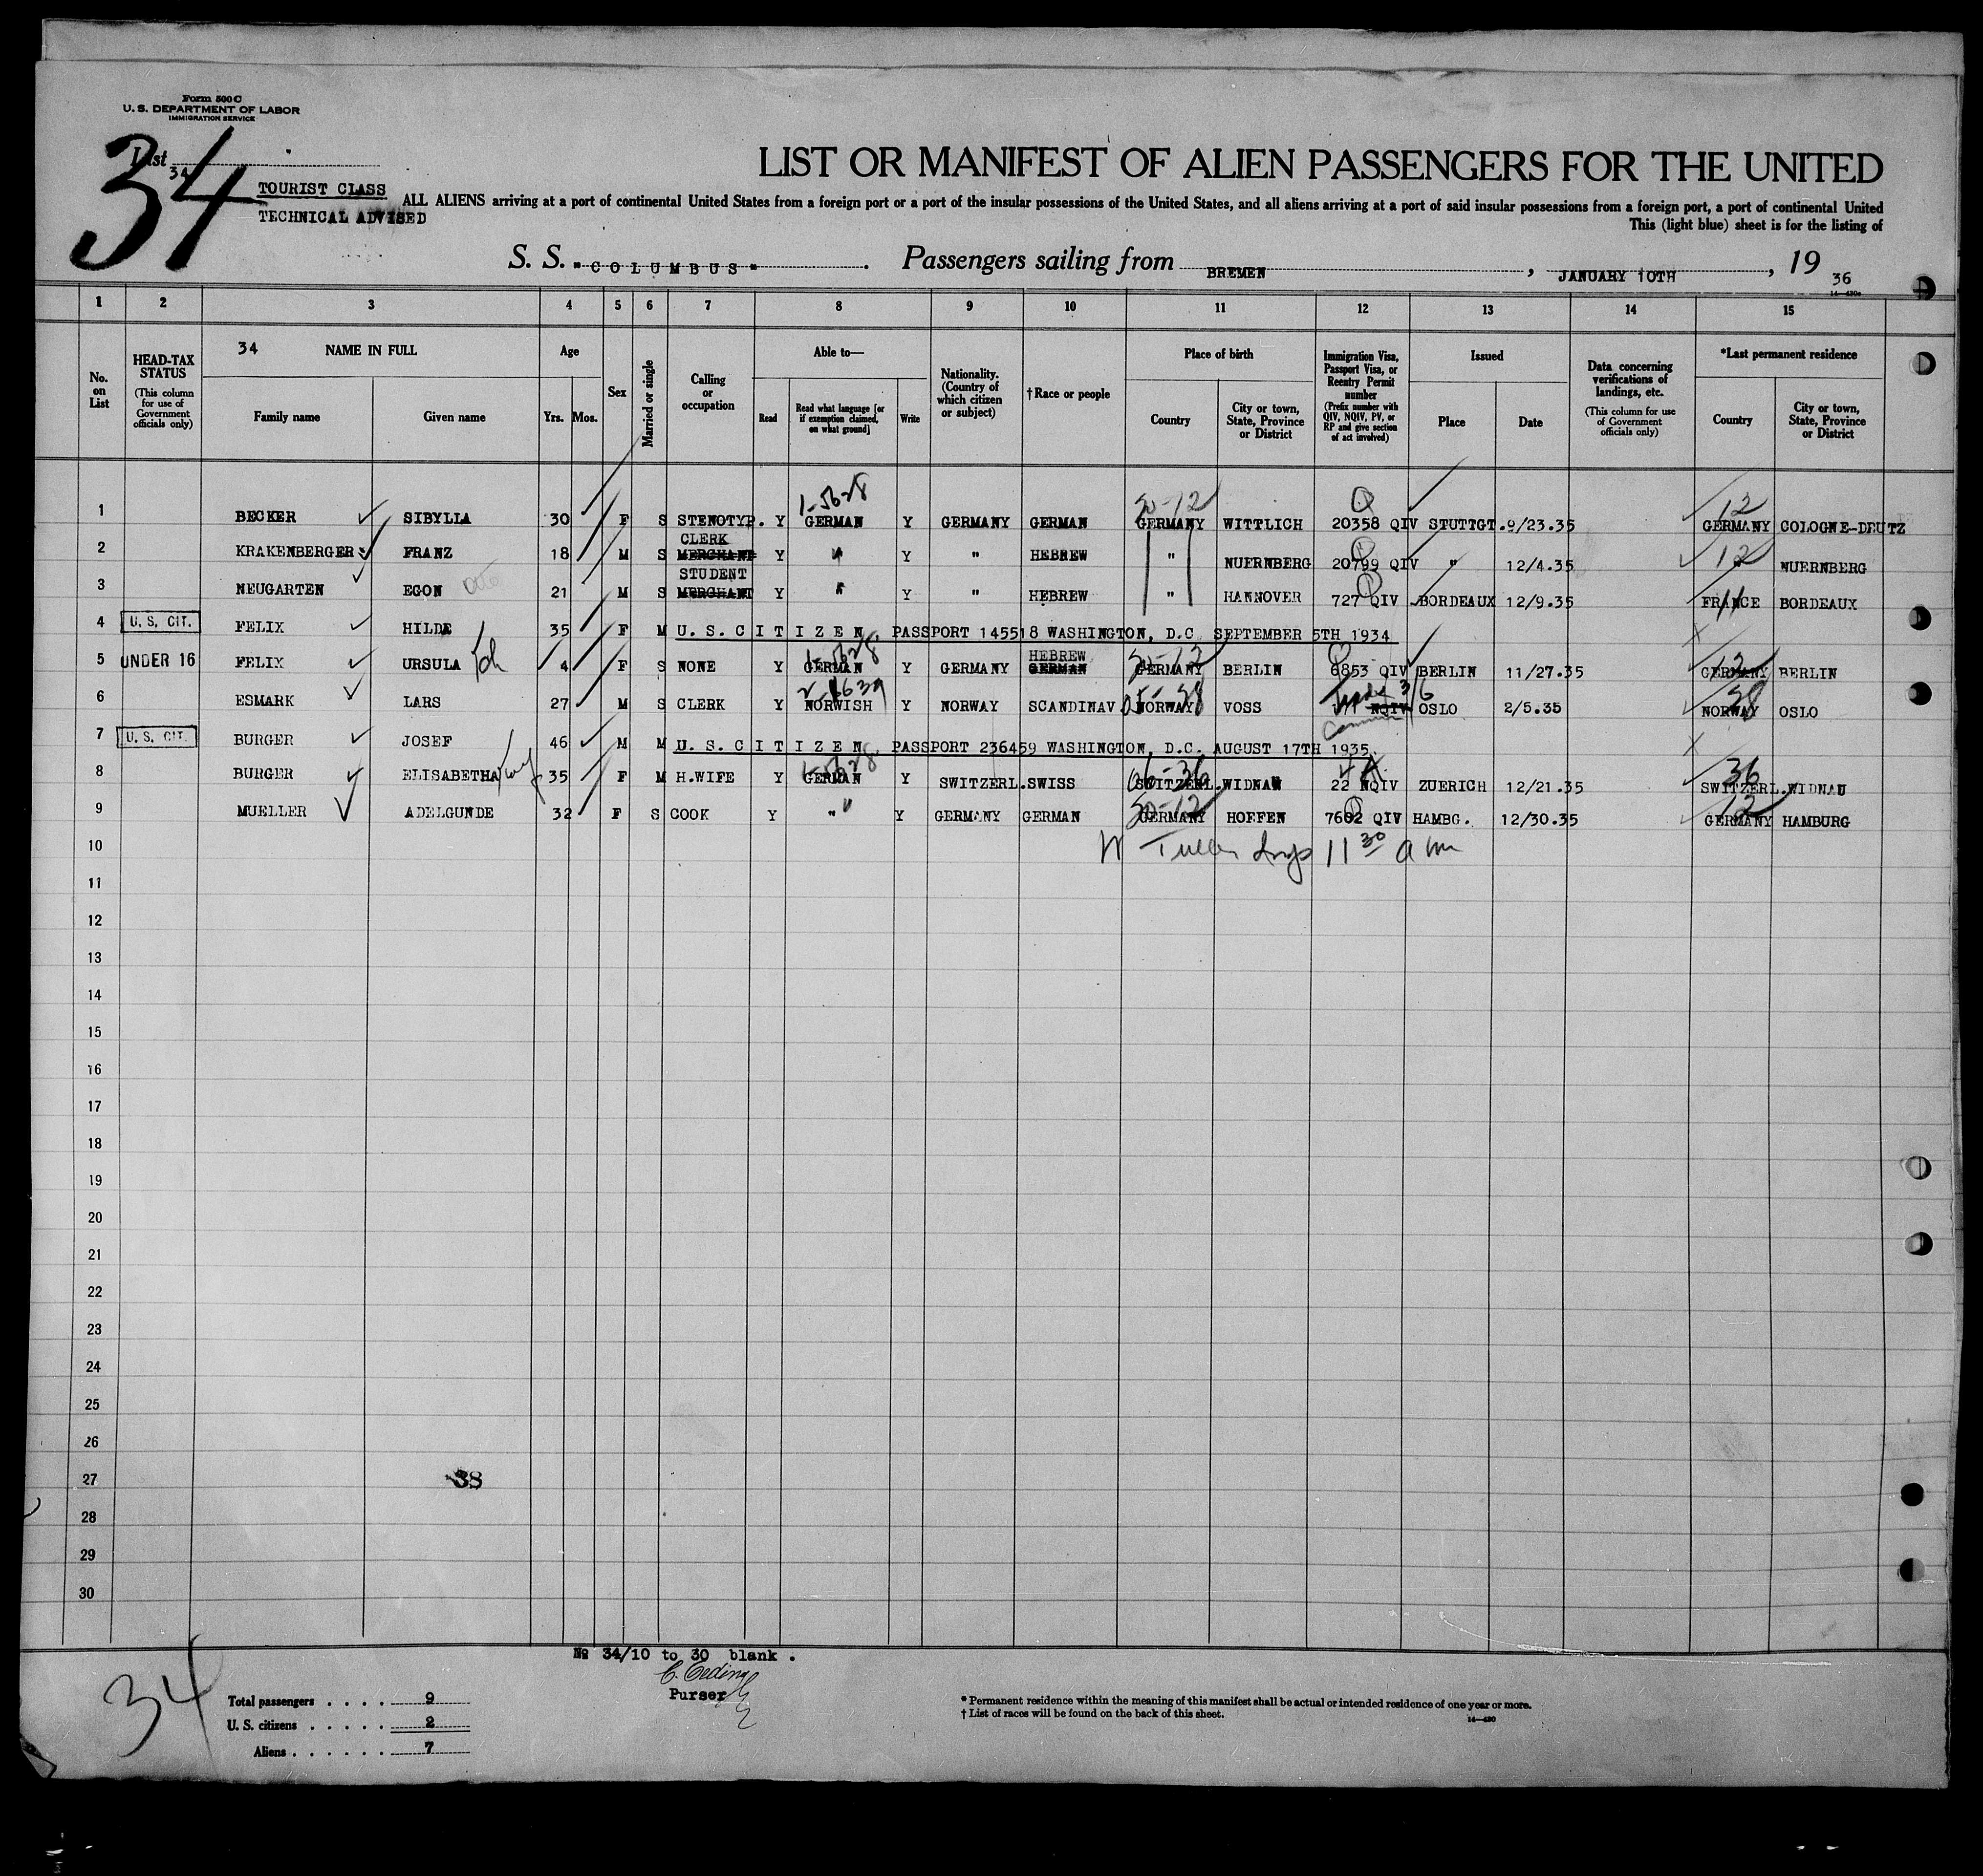 Form 500 C
U. S. DEPARTMENT OF LABOR
IMMIGRATION SERVICE
List 34
34
TOURIST CLASS
TECHNICAL ADVISED
LIST OR MANIFEST OF ALIEN PASSENGERS FOR THE UNITED
ALL ALIENS arriving at a port of continental United States from a foreign port or a port of the insular possessions of the United States, and all aliens arriving at a port of said insular possessions from a foreign port, a port of continental United
This (light blue) sheet is for the listing of
S. S. "COLUMBUS". Passengers sailing from BREMEN, JANUARY 10TH, 19 36
1 2 3 4 5 6 7 8 9 10 11 12 13 14 15
No. on List
HEAD-TAX STATUS (This column for use of Government officials only)
34 NAME IN FULL
Family name Given name
Age
Yrs. Mos.
Sex
Married or single
Calling or occupation
Able to—
Read Read what language [or if exemption claimed, on what ground] Write
Nationality. (Country of which citizen or subject)
†Race or people
Place of birth
Country City or town, State, Province or District
Immigration Visa, Passport Visa, or Reentry Permit number (Prefix number with QIV, NQIV, PV, or RP and give section of act involved)
Issued
Place Date
Data concerning verifications of landings, etc. (This column for use of Government officials only)
*Last permanent residence
Country City or town, State, Province or District
1-5628 50-12 Q 12
1 BECKER SIBYLLA 30 F S STENOTYP. Y GERMAN Y GERMANY GERMAN GERMANY WITTLICH 20358 QIV STUTTGT. 9/23.35 GERMANY COLOGNE-DEUTZ
CLERK
2 KRAKENBERGER FRANZ 18 M S MERCHANT Y " Y " HEBREW " NUERNBERG 20799 QIV " 12/4.35 12 NUERNBERG
STUDENT
3 NEUGARTEN EGON 21 M S MERCHANT Y " Y " HEBREW " HANNOVER 727 QIV BORDEAUX 12/9.35 FRANCE 11 BORDEAUX
4 U. S. CIT. FELIX HILDE 35 F M U. S. C I T I Z E N PASSPORT 145518 WASHINGTON, D.C. SEPTEMBER 5TH 1934
HEBREW
5 UNDER 16 FELIX URSULA 4 F S NONE Y GERMAN Y GERMANY GERMAN GERMANY BERLIN 6853 QIV BERLIN 11/27.35 GERMANY BERLIN
6 ESMARK LARS 27 M S CLERK Y NORWISH Y NORWAY SCANDINAV. NORWAY VOSS NQIV OSLO 2/5.35 NORWAY OSLO
7 U. S. CIT. BURGER JOSEF 46 M M U. S. C I T I Z E N PASSPORT 236459 WASHINGTON, D.C. AUGUST 17TH 1935.
8 BURGER ELISABETHA 35 F M H.WIFE Y GERMAN Y SWITZERL. SWISS SWITZERL. WIDNAU 22 NQIV ZUERICH 12/21.35 SWITZERL. WIDNAU
9 MUELLER ADELGUNDE 32 F S COOK Y " Y GERMANY GERMAN GERMANY HOFFEN 7602 QIV HAMBG. 12/30.35 GERMANY HAMBURG
10 11 30 a m
11
12
13
14
15
16
17
18
19
20
21
22
23
24
25
26
27 38
28
29
30
№ 34/10 to 30 blank .
Purser
34
Total passengers . . . . 9
U. S. citizens . . . . . 2
Aliens . . . . . . 7
* Permanent residence within the meaning of this manifest shall be actual or intended residence of one year or more.
† List of races will be found on the back of this sheet.
14—430